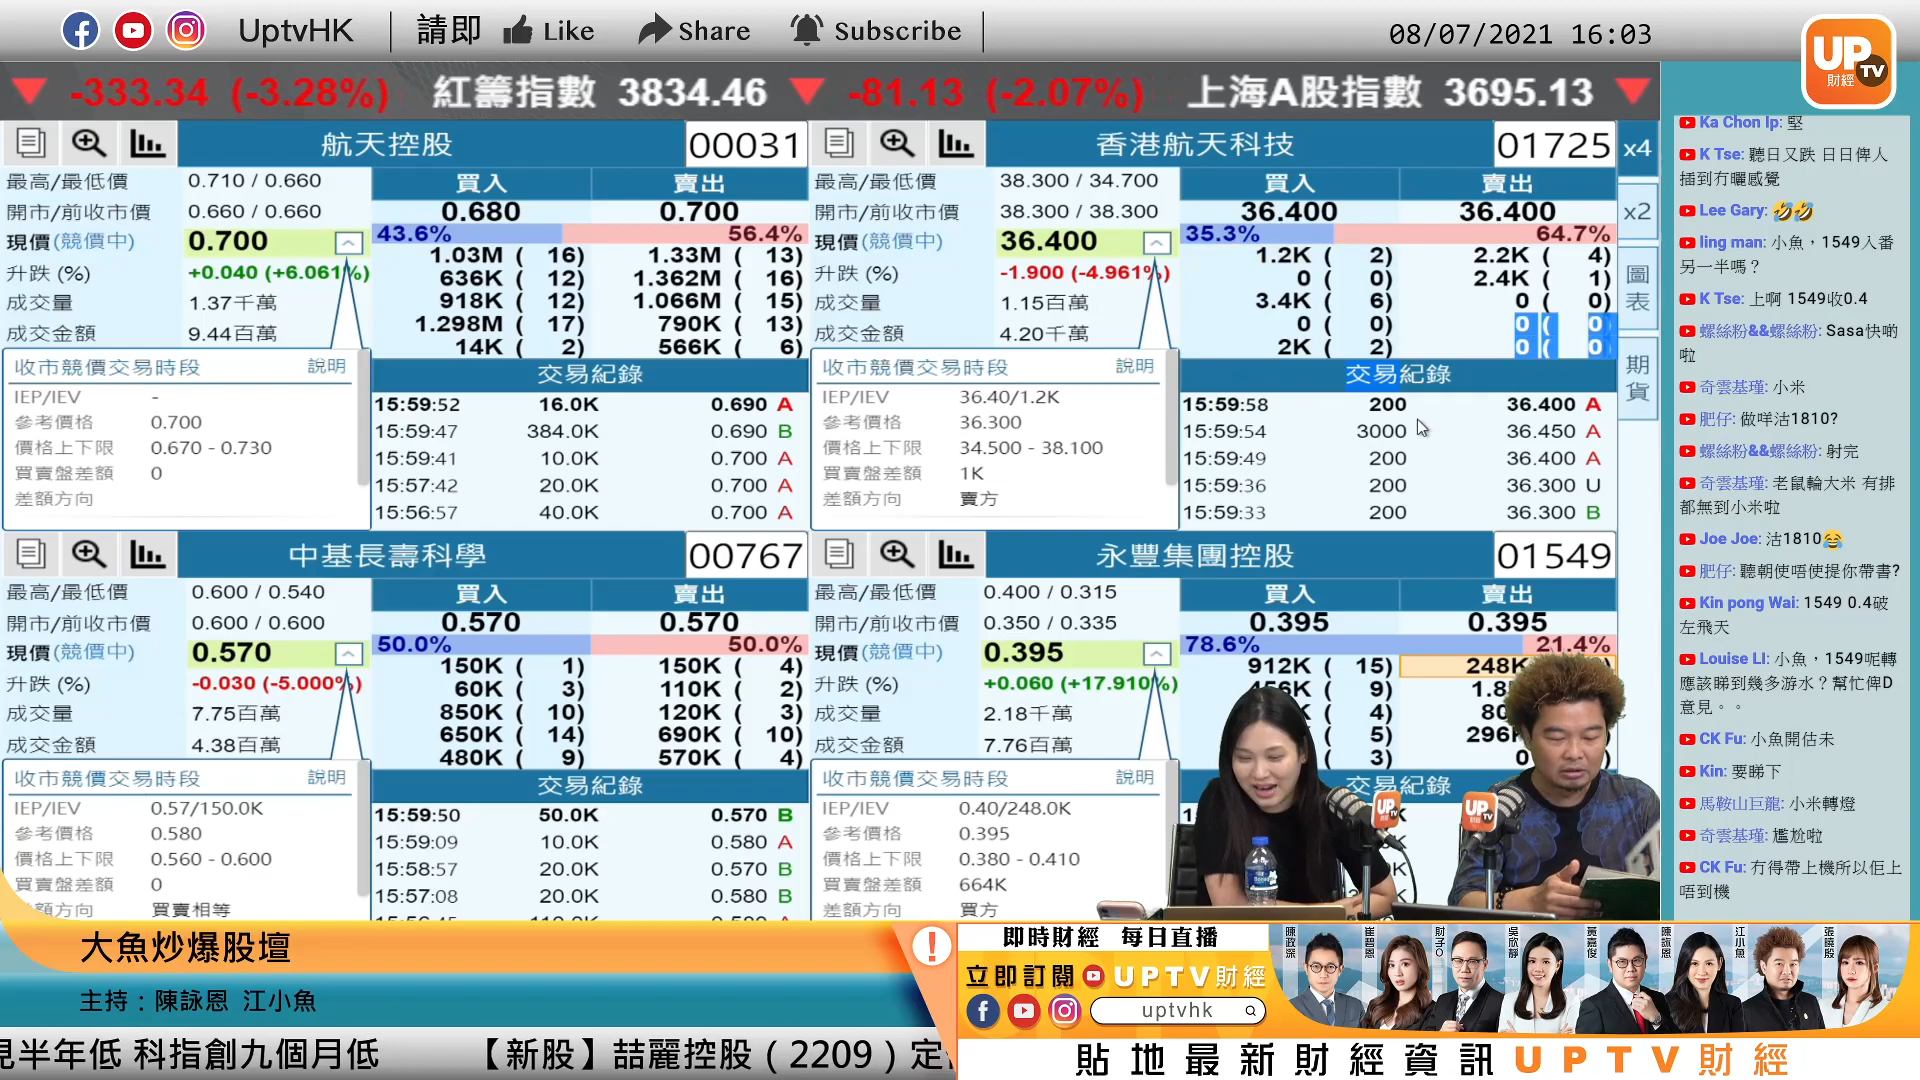 UptvHK 請即 Like Share Subscribe 08/07/2021 16:03
UP TV 財經
-333.34 (-3.28%) 紅籌指數 3834.46 -81.13 (-2.07%) 上海A股指數 3695.13
航天控股 00031
最高/最低價 0.710 / 0.660
開市/前收市價 0.660 / 0.660
現價(競價中) 0.700
升跌 (%) +0.040 (+6.061%)
成交量 1.37千萬
成交金額 9.44百萬
買入 賣出
0.680 0.700
43.6% 56.4%
1.03M ( 16) 1.33M ( 13)
636K ( 12) 1.362M ( 16)
918K ( 12) 1.066M ( 15)
1.298M ( 17) 790K ( 13)
14K ( 2) 566K ( 6)
收市競價交易時段 說明
IEP/IEV -
參考價格 0.700
價格上下限 0.670 - 0.730
買賣盤差額 0
差額方向
交易紀錄
15:59:52 16.0K 0.690 A
15:59:47 384.0K 0.690 B
15:59:41 10.0K 0.700 A
15:57:42 20.0K 0.700 A
15:56:57 40.0K 0.700 A
香港航天科技 01725
最高/最低價 38.300 / 34.700
開市/前收市價 38.300 / 38.300
現價(競價中) 36.400
升跌 (%) -1.900 (-4.961%)
成交量 1.15百萬
成交金額 4.20千萬
買入 賣出
36.400 36.400
35.3% 64.7%
1.2K ( 2) 2.2K ( 4)
0 ( 0) 2.4K ( 1)
3.4K ( 6) 0 ( 0)
0 ( 0) 0 ( 0)
2K ( 2) 0 ( 0)
收市競價交易時段 說明
IEP/IEV 36.40/1.2K
參考價格 36.300
價格上下限 34.500 - 38.100
買賣盤差額 1K
差額方向 賣方
交易紀錄
15:59:58 200 36.400 A
15:59:54 3000 36.450 A
15:59:49 200 36.400 A
15:59:36 200 36.300 U
15:59:33 200 36.300 B
x4
x2
圖表
期貨
中基長壽科學 00767
最高/最低價 0.600 / 0.540
開市/前收市價 0.600 / 0.600
現價(競價中) 0.570
升跌 (%) -0.030 (-5.000%)
成交量 7.75百萬
成交金額 4.38百萬
買入 賣出
0.570 0.570
50.0% 50.0%
150K ( 1) 150K ( 4)
60K ( 3) 110K ( 2)
850K ( 10) 120K ( 3)
650K ( 14) 690K ( 10)
480K ( 9) 570K ( 4)
收市競價交易時段 說明
IEP/IEV 0.57/150.0K
參考價格 0.580
價格上下限 0.560 - 0.600
買賣盤差額 0
差額方向 買賣相等
交易紀錄
15:59:50 50.0K 0.570 B
15:59:09 10.0K 0.580 A
15:58:57 20.0K 0.570 B
15:57:08 20.0K 0.580 B
永豐集團控股 01549
最高/最低價 0.400 / 0.315
開市/前收市價 0.350 / 0.335
現價(競價中) 0.395
升跌 (%) +0.060 (+17.910%)
成交量 2.18千萬
成交金額 7.76百萬
買入 賣出
0.395 0.395
78.6% 21.4%
912K ( 15) 248K
9)
4)
5) 296K
3) 0
收市競價交易時段 說明
IEP/IEV 0.40/248.0K
參考價格 0.395
價格上下限 0.380 - 0.410
買賣盤差額 664K
差額方向 買方
交易紀錄
Ka Chon Ip: 堅
K Tse: 聽日又跌 日日俾人
插到冇曬感覺
Lee Gary: 🤣🤣
ling man: 小魚，1549入番
另一半嗎？
K Tse: 上啊 1549收0.4
螺絲粉&&螺絲粉: Sasa快啲
啦
奇雲基瑾: 小米
肥仔: 做咩沽1810?
螺絲粉&&螺絲粉: 射完
奇雲基瑾: 老鼠輪大米 有排
都無到小米啦
Joe Joe: 沽1810😂
肥仔: 聽朝使唔使提你帶書?
Kin pong Wai: 1549 0.4破
左飛天
Louise LI: 小魚，1549呢轉
應該睇到幾多游水？幫忙俾D
意見。。
CK Fu: 小魚開估未
Kin: 要睇下
馬鞍山巨龍: 小米轉燈
奇雲基瑾: 尷尬啦
CK Fu: 冇得帶上機所以佢上
唔到機
大魚炒爆股壇
主持：陳詠恩 江小魚
即時財經 每日直播
立即訂閱 UPTV財經
uptvhk
陳政深 崔碧恩 財子O 吳欣靜 黃嘉俊 陳詠恩 江小魚 張曉殷
見半年低 科指創九個月低 【新股】喆麗控股（2209）定
貼地最新財經資訊UPTV財經